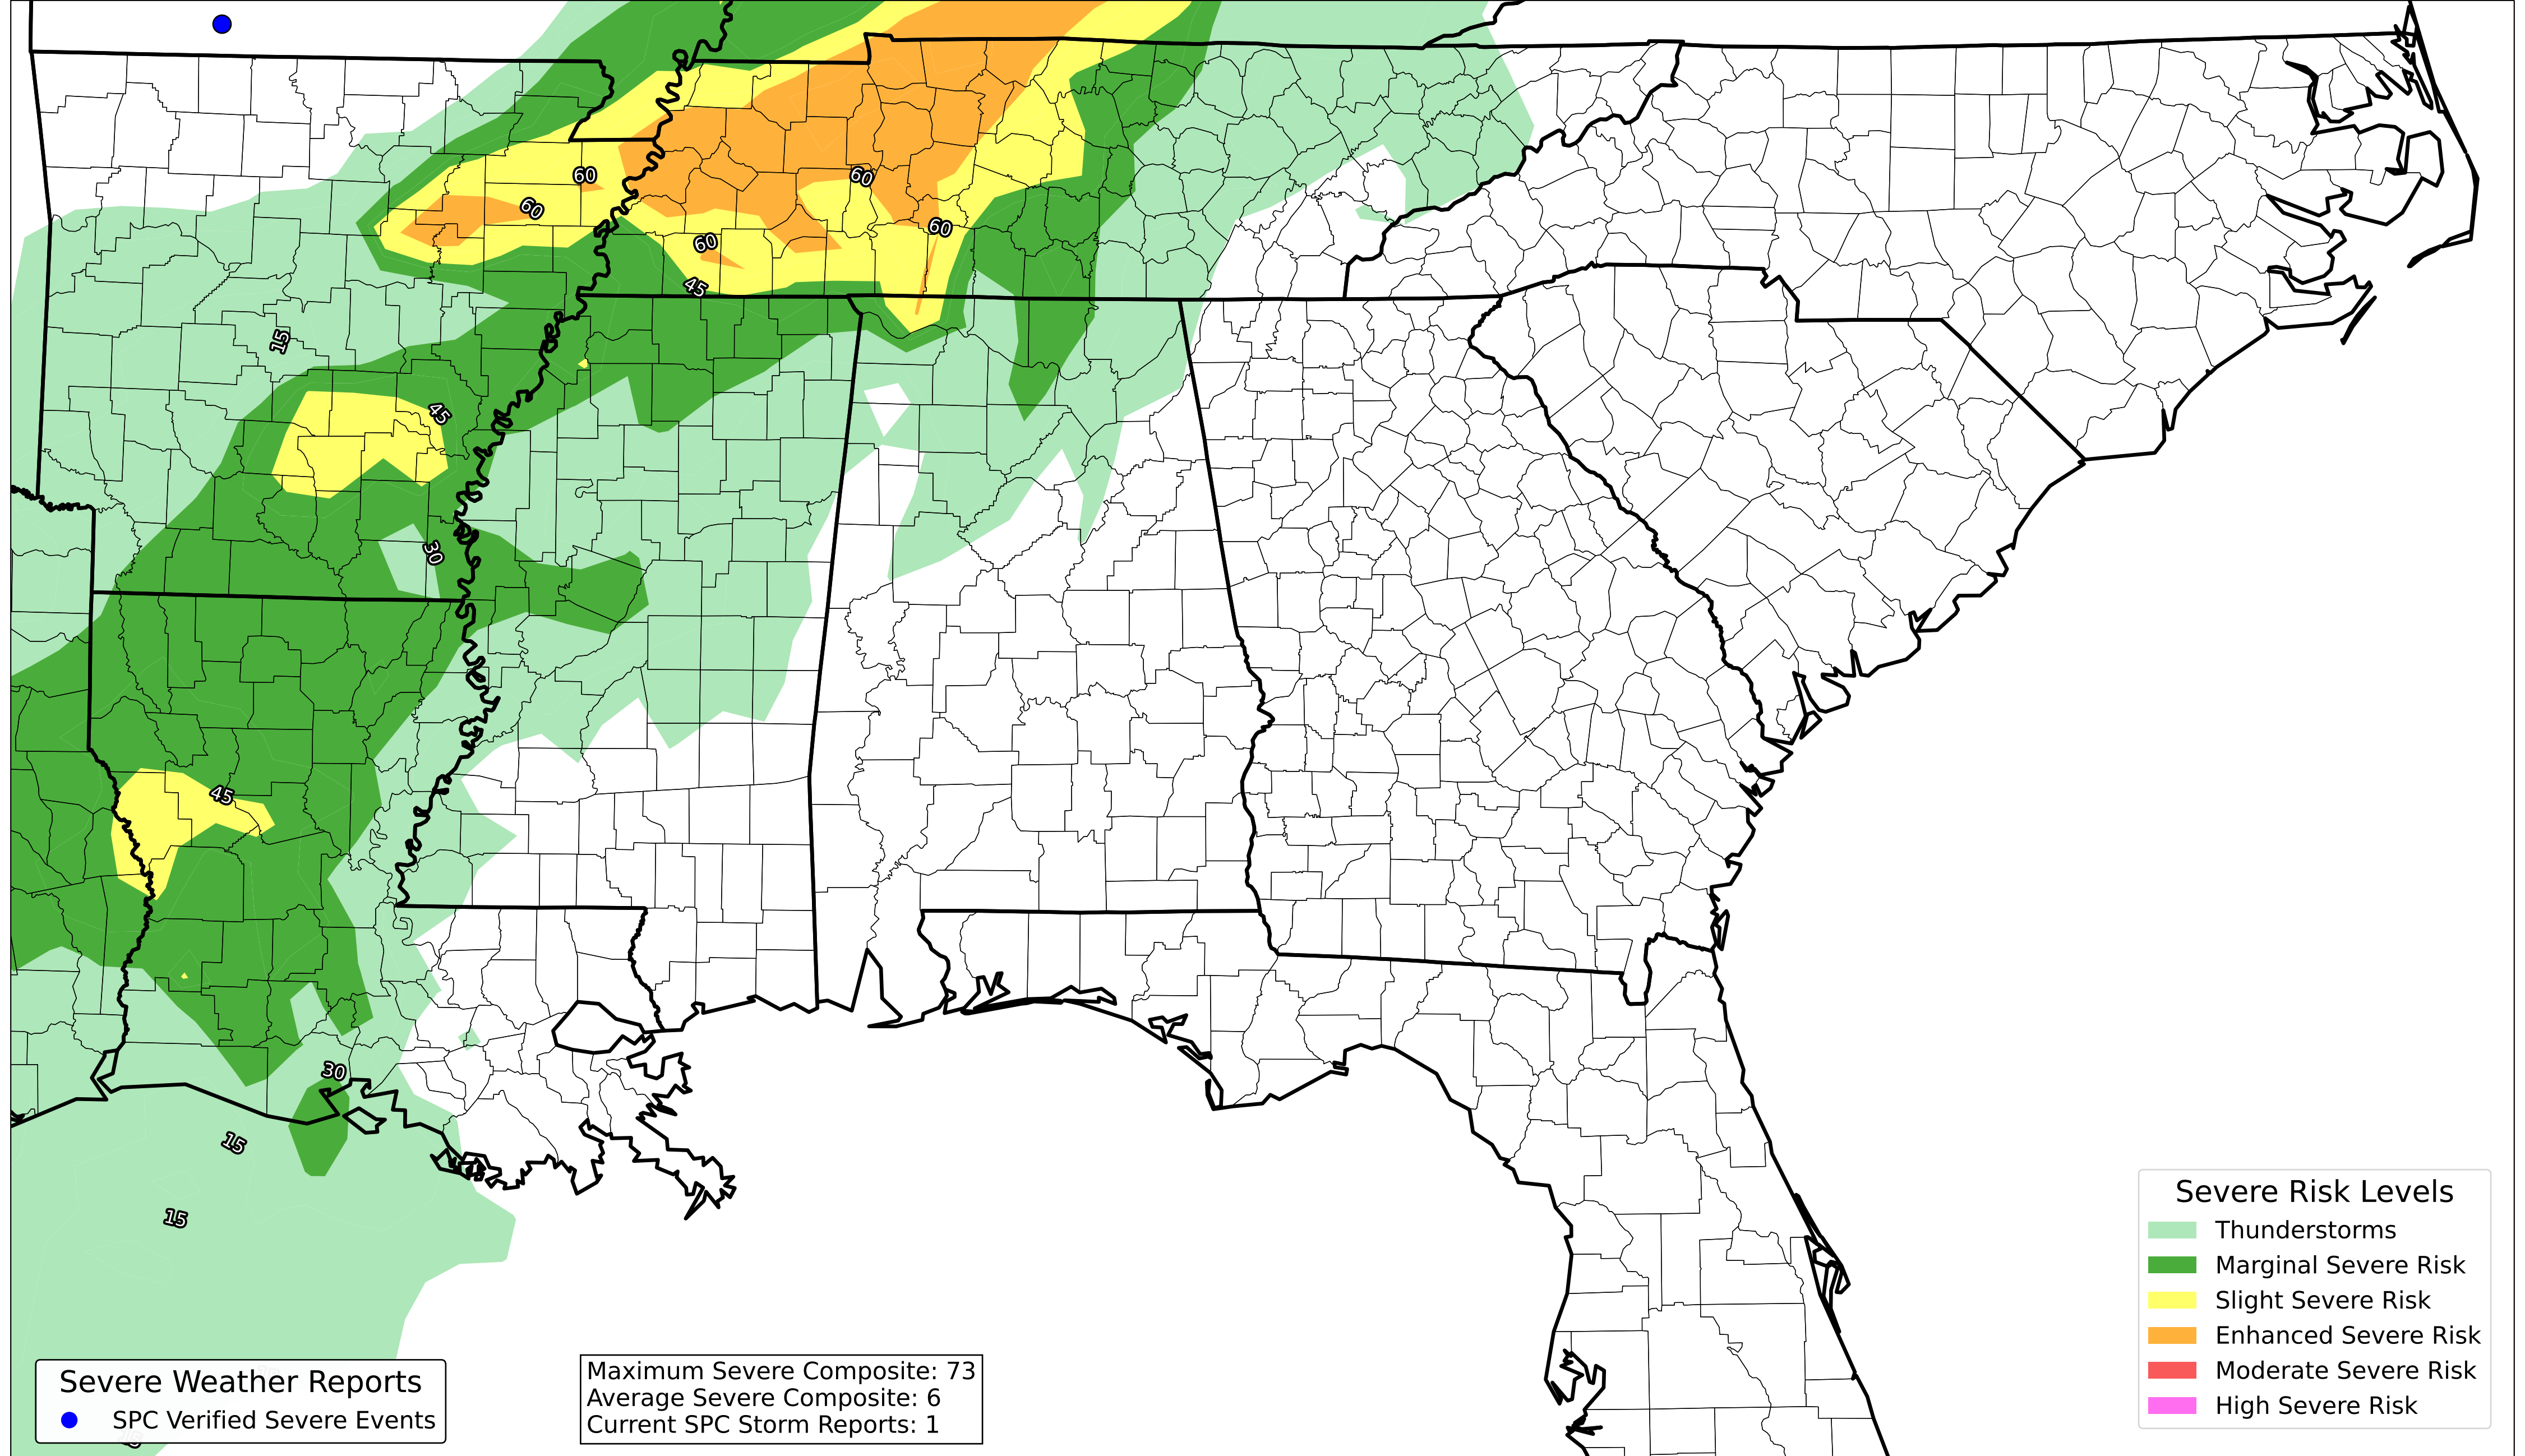 60
60
60
60
60
45
15
45
30
45
30
15
15
Severe Risk Levels
Thunderstorms
Marginal Severe Risk
Slight Severe Risk
Enhanced Severe Risk
Moderate Severe Risk
High Severe Risk
Severe Weather Reports
SPC Verified Severe Events
Maximum Severe Composite: 73
Average Severe Composite: 6
Current SPC Storm Reports: 1